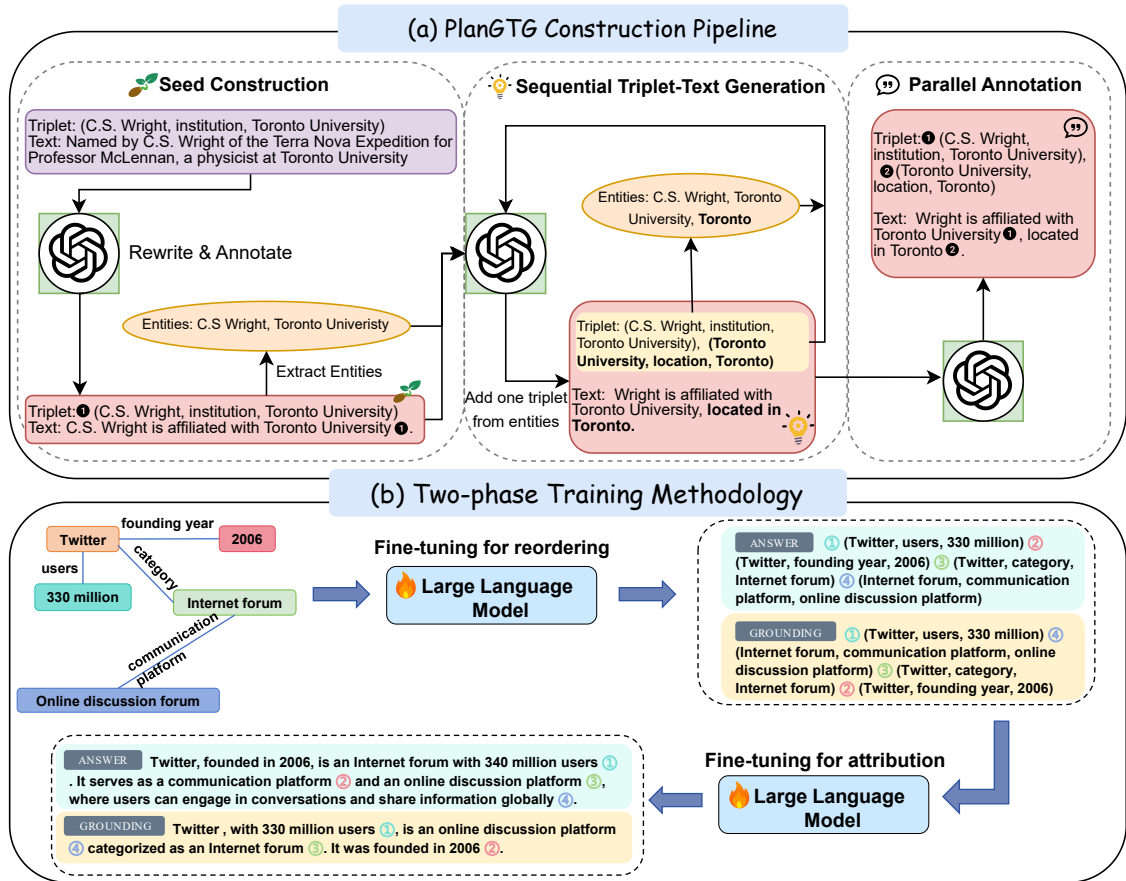 (a) PlanGTG Construction Pipeline
Seed Construction
Triplet: (C.S. Wright, institution, Toronto University)
Text: Named by C.S. Wright of the Terra Nova Expedition for
Professor McLennan, a physicist at Toronto University
Rewrite & Annotate
Entities: C.S Wright, Toronto Univeristy
Extract Entities
Triplet:❶ (C.S. Wright, institution, Toronto University)
Text: C.S. Wright is affiliated with Toronto University ❶.
Sequential Triplet-Text Generation
Entities: C.S. Wright, Toronto
University, Toronto
Triplet: (C.S. Wright, institution,
Toronto University), (Toronto
University, location, Toronto)
Text: Wright is affiliated with
Toronto University, located in
Toronto.
Add one triplet
from entities
Parallel Annotation
Triplet:❶ (C.S. Wright,
institution, Toronto University),
❷ (Toronto University,
location, Toronto)
Text: Wright is affiliated with
Toronto University❶, located
in Toronto❷.
(b) Two-phase Training Methodology
founding year
Twitter
2006
users
category
330 million
Internet forum
communication
platform
Online discussion forum
Fine-tuning for reordering
Large Language
Model
ANSWER ① (Twitter, users, 330 million) ②
(Twitter, founding year, 2006) ③ (Twitter, category,
Internet forum) ④ (Internet forum, communication
platform, online discussion platform)
GROUNDING ① (Twitter, users, 330 million) ④
(Internet forum, communication platform, online
discussion platform) ③ (Twitter, category,
Internet forum) ② (Twitter, founding year, 2006)
Fine-tuning for attribution
Large Language
Model
ANSWER Twitter, founded in 2006, is an Internet forum with 340 million users ①
. It serves as a communication platform ② and an online discussion platform ③,
where users can engage in conversations and share information globally ④.
GROUNDING Twitter , with 330 million users ①, is an online discussion platform
④ categorized as an Internet forum ③. It was founded in 2006 ②.